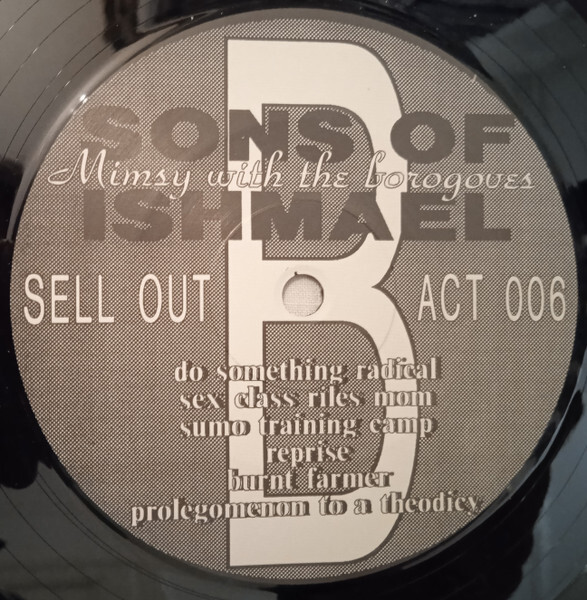 B
SONS OF
Mimsy with the borogoves
ISHMAEL
SELL OUT ACT 006
do something radical
sex class riles mom
sumo training camp
reprise
burnt farmer
prolegomenon to a theodicy